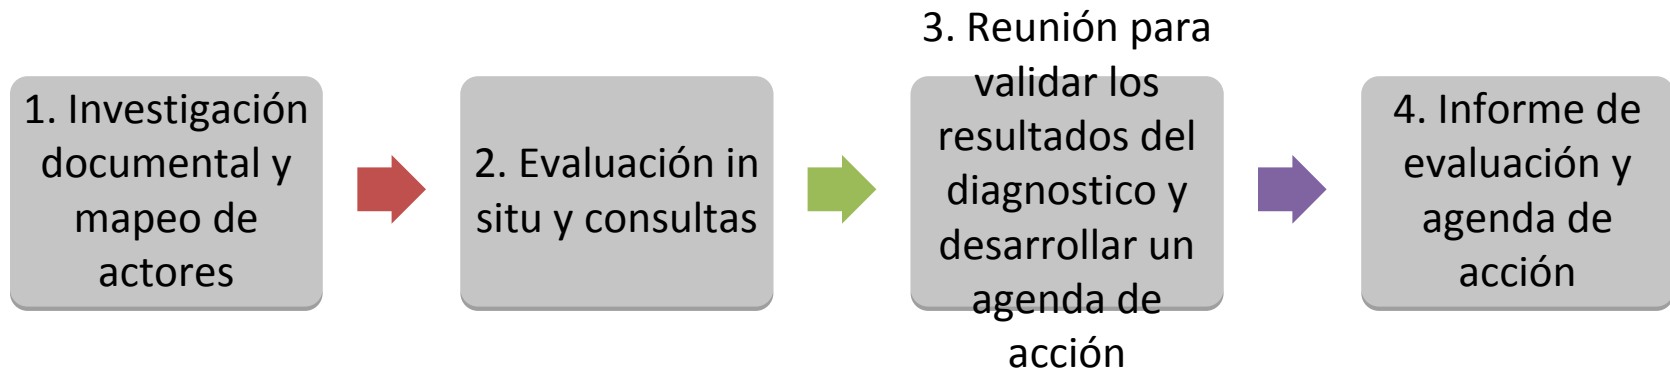 1. Investigación
documental y
mapeo de
actores
2. Evaluación in
situ y consultas
3. Reunión para
validar los
resultados del
diagnostico y
desarrollar un
agenda de
acción
4. Informe de
evaluación y
agenda de
acción